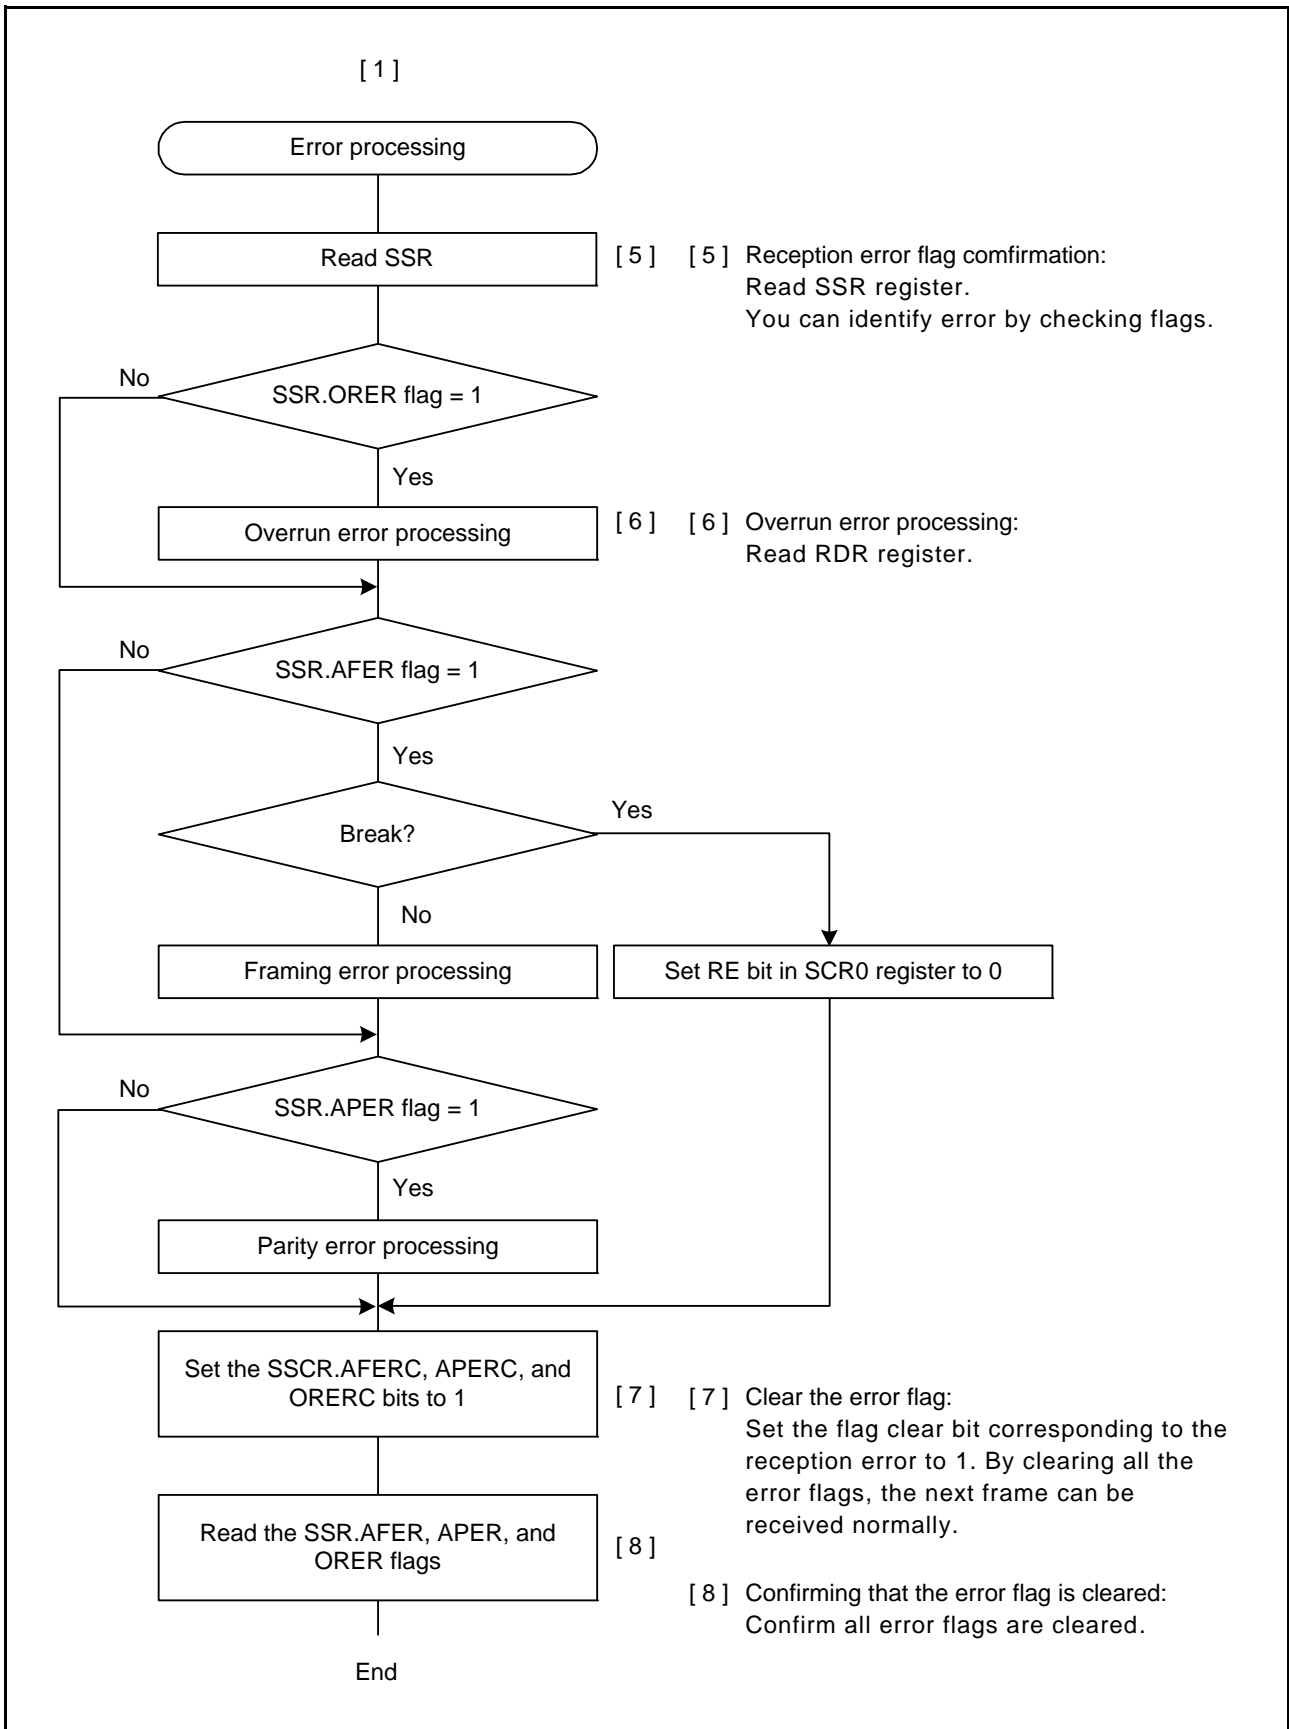 [ 1 ]
Error processing
Read SSR
[ 5 ]
[ 5 ] Reception error flag comfirmation:
Read SSR register.
You can identify error by checking flags.
No
SSR.ORER flag = 1
Yes
Overrun error processing
[ 6 ]
[ 6 ] Overrun error processing:
Read RDR register.
No
SSR.AFER flag = 1
Yes
Break?
Yes
No
Framing error processing
Set RE bit in SCR0 register to 0
No
SSR.APER flag = 1
Yes
Parity error processing
Set the SSCR.AFERC, APERC, and
ORERC bits to 1
[ 7 ]
[ 7 ] Clear the error flag:
Set the flag clear bit corresponding to the
reception error to 1. By clearing all the
error flags, the next frame can be
received normally.
Read the SSR.AFER, APER, and
ORER flags
[ 8 ]
[ 8 ] Confirming that the error flag is cleared:
Confirm all error flags are cleared.
End